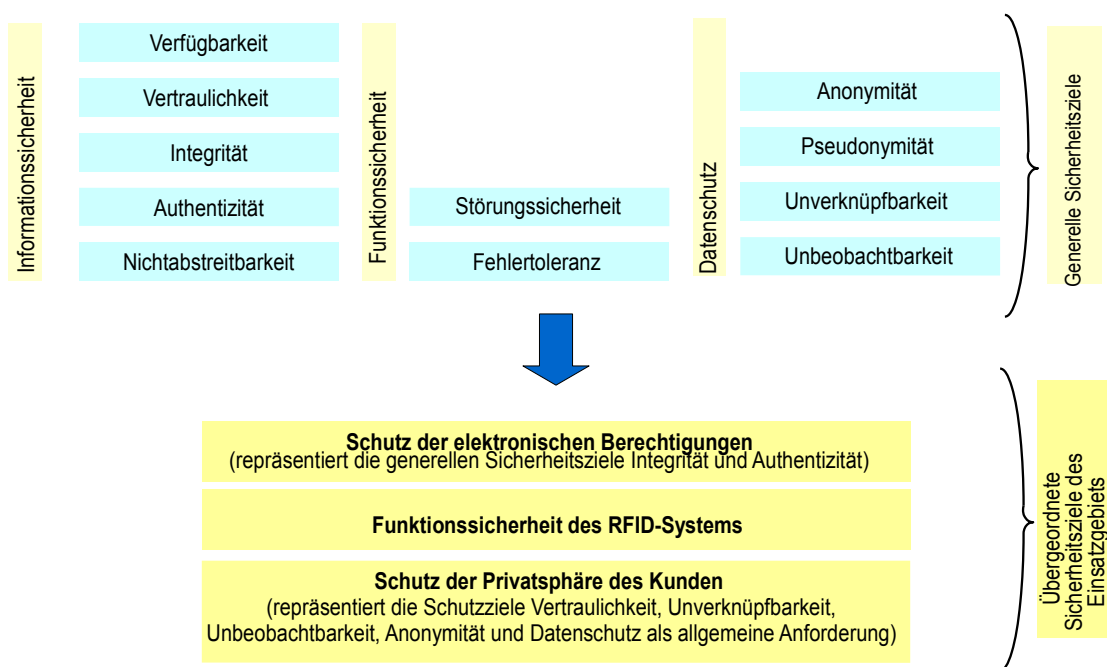 Informationssicherheit
Verfügbarkeit
Vertraulichkeit
Integrität
Authentizität
Nichtabstreitbarkeit
Funktionssicherheit
Störungssicherheit
Fehlertoleranz
Datenschutz
Anonymität
Pseudonymität
Unverknüpfbarkeit
Unbeobachtbarkeit
Generelle Sicherheitsziele
Schutz der elektronischen Berechtigungen
(repräsentiert die generellen Sicherheitsziele Integrität und Authentizität)
Funktionssicherheit des RFID-Systems
Schutz der Privatsphäre des Kunden
(repräsentiert die Schutzziele Vertraulichkeit, Unverknüpfbarkeit,
Unbeobachtbarkeit, Anonymität und Datenschutz als allgemeine Anforderung)
Übergeordnete
Sicherheitsziele des
Einsatzgebiets